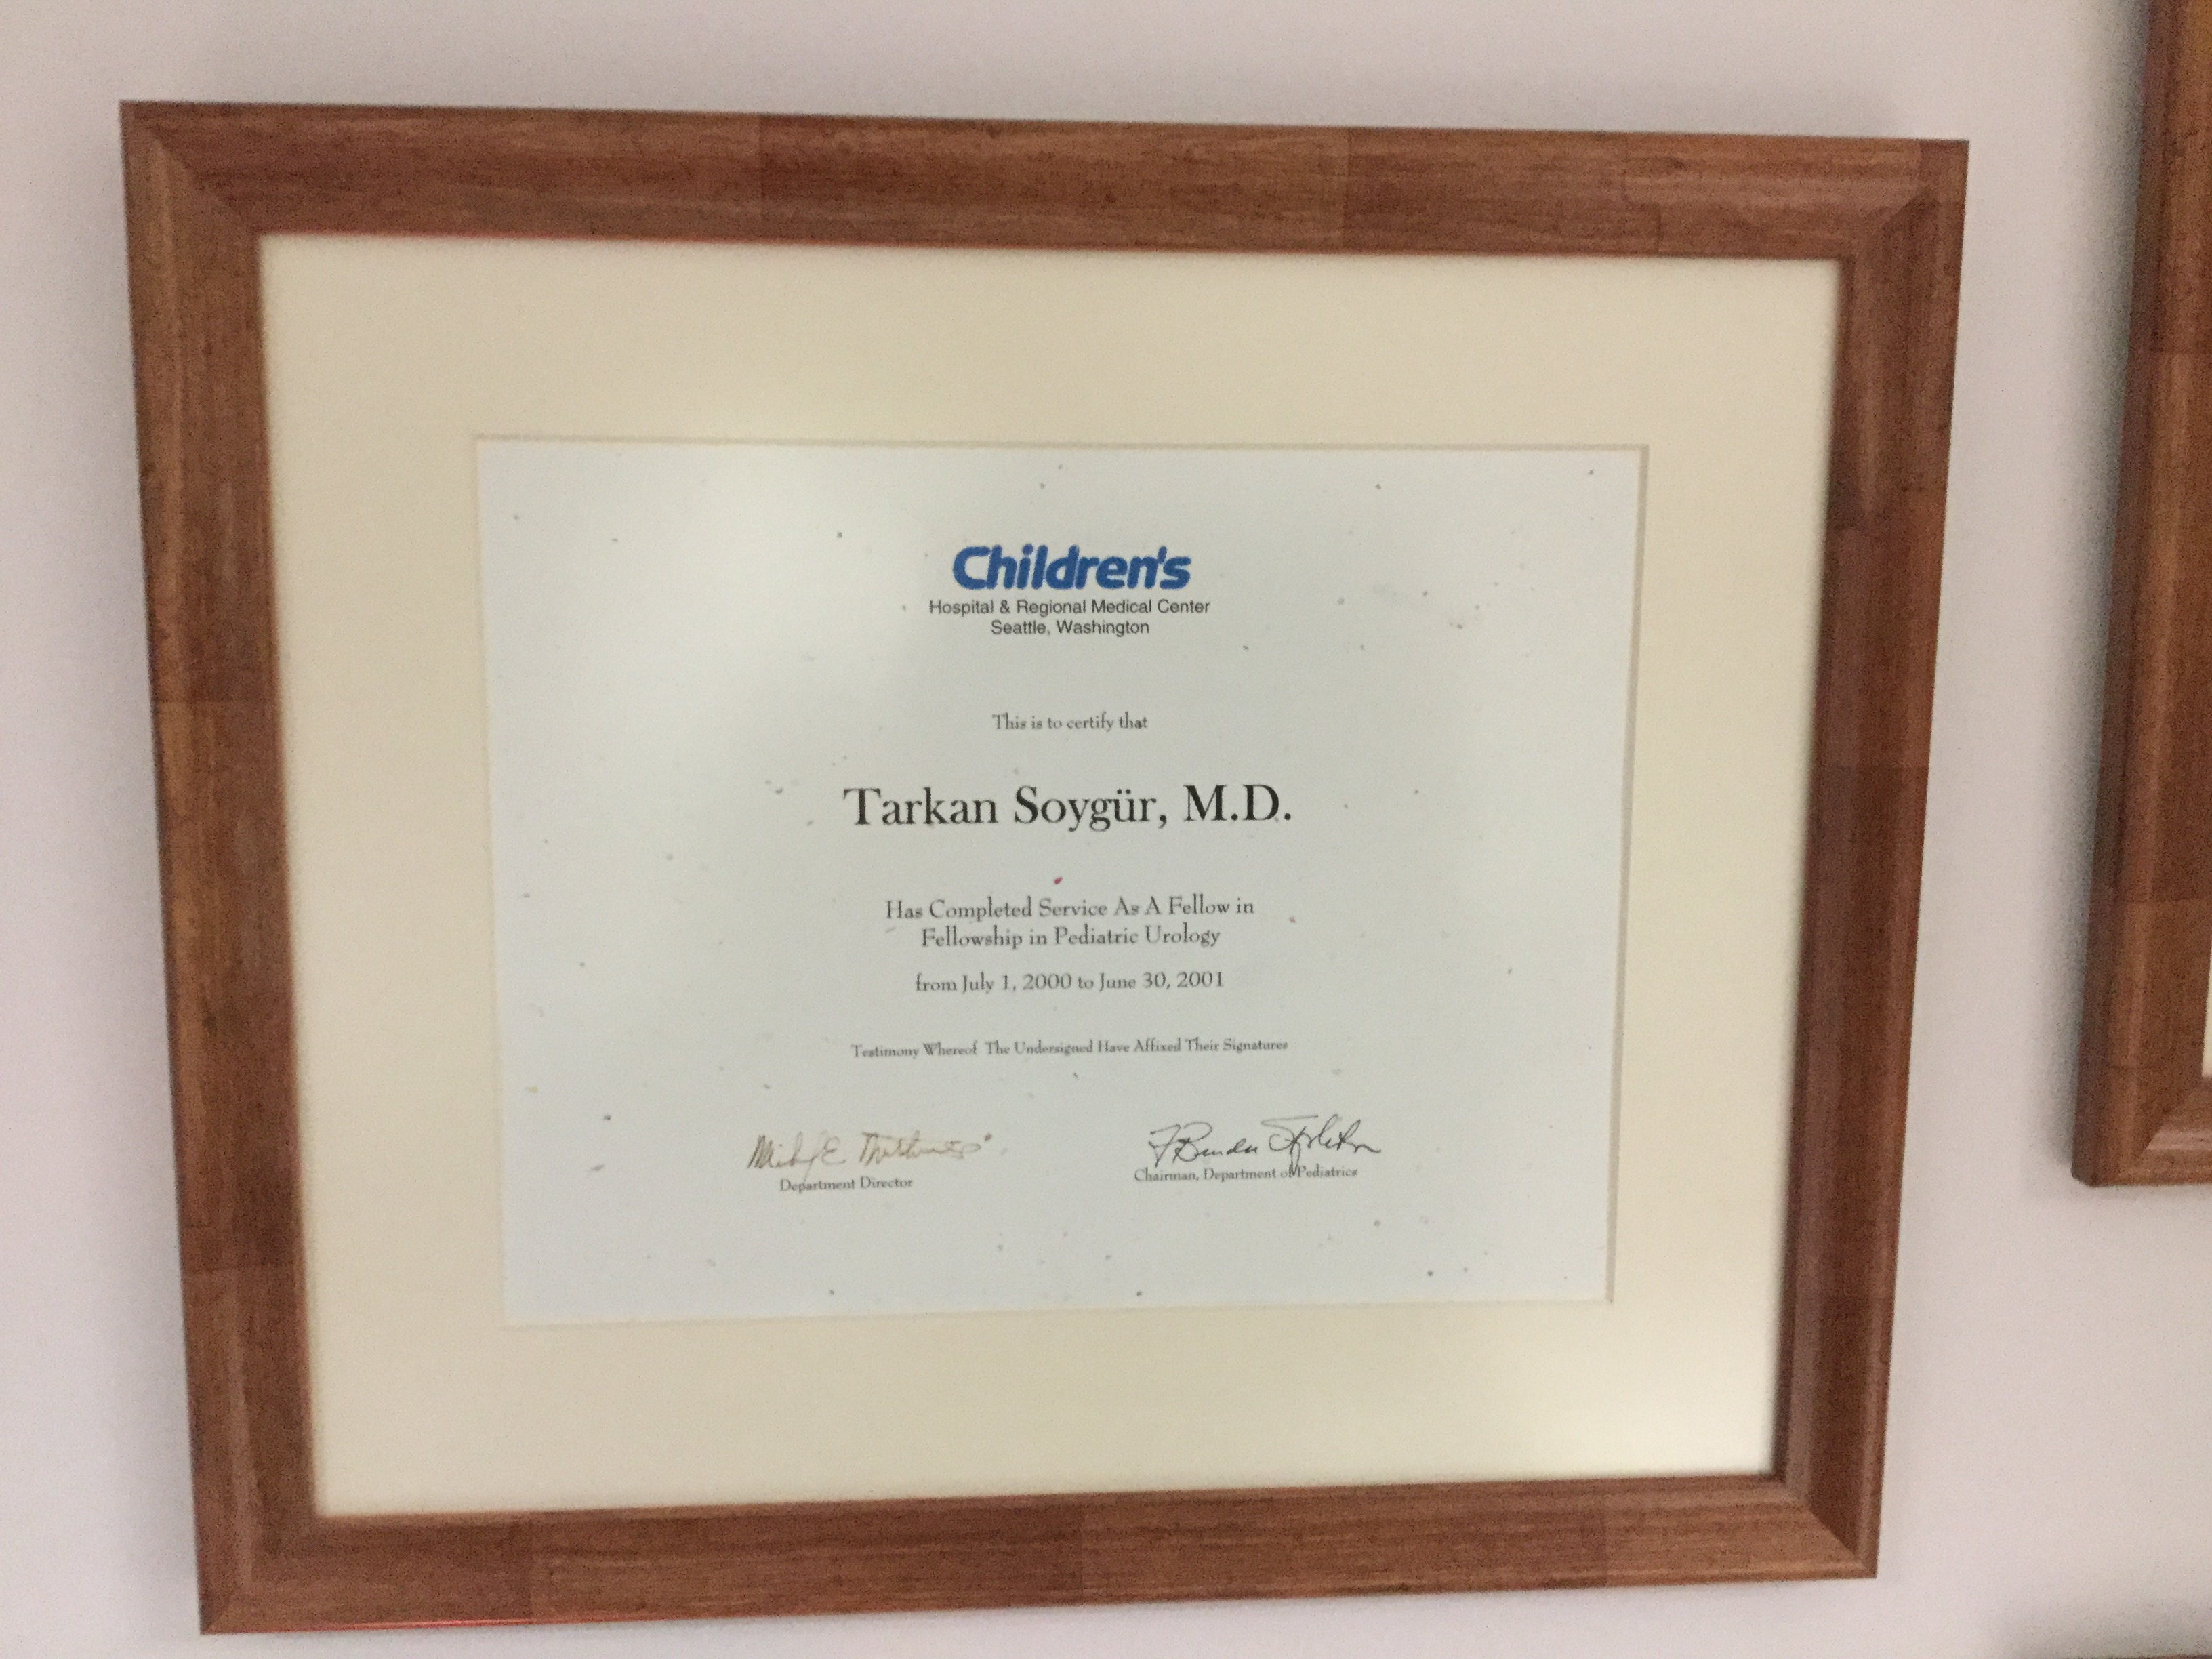 Children's
Hospital & Regional Medical Center
Seattle, Washington
This is to certify that
Tarkan Soygür, M.D.
Has Completed Service As A Fellow in
Fellowship in Pediatric Urology
from July 1, 2000 to June 30, 2001
Testimony Whereof The Undersigned Have Affixed Their Signatures
Department Director
Chairman, Department of Pediatrics